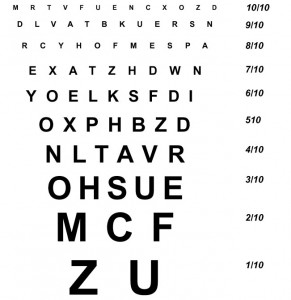 M R T V F U E N C X O Z D 10/10
D L V A T B K U E R S N 9/10
R C Y H O F M E S P A 8/10
E X A T Z H D W N 7/10
Y O E L K S F D I 6/10
O X P H B Z D 510
N L T A V R 4/10
O H S U E 3/10
M C F 2/10
Z U 1/10